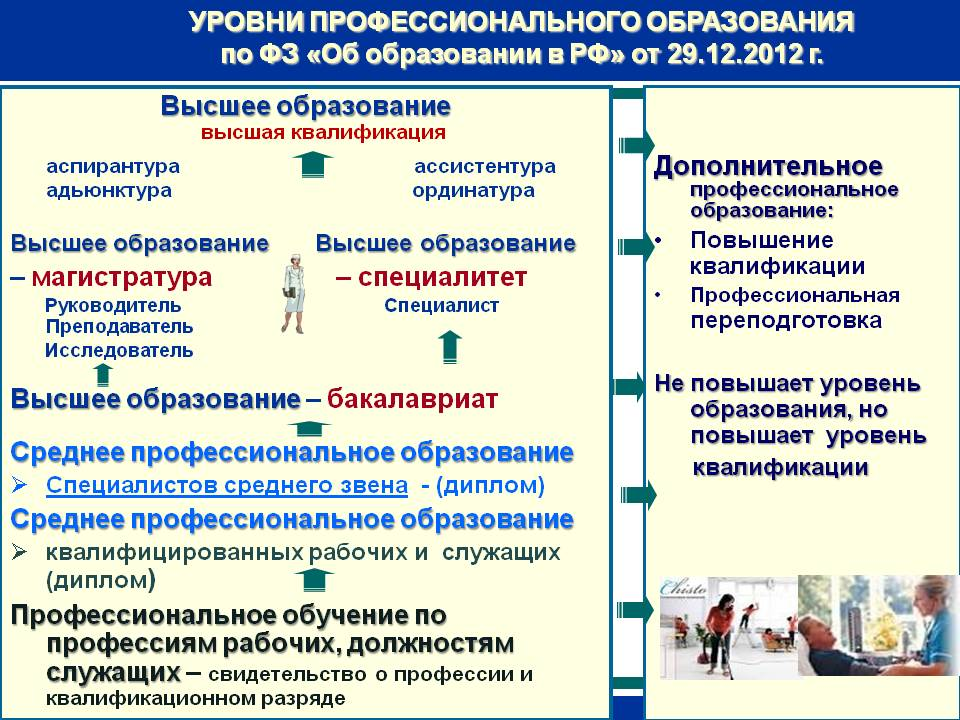 УРОВНИ ПРОФЕССИОНАЛЬНОГО ОБРАЗОВАНИЯ
по ФЗ «Об образовании в РФ» от 29.12.2012 г.
Высшее образование
высшая квалификация
аспирантура ассистентура
адьюнктура ординатура
Высшее образование Высшее образование
– магистратура – специалитет
Руководитель Специалист
Преподаватель
Исследователь
Высшее образование – бакалавриат
Среднее профессиональное образование
➢ Специалистов среднего звена - (диплом)
Среднее профессиональное образование
➢ квалифицированных рабочих и служащих
(диплом)
Профессиональное обучение по
профессиям рабочих, должностям
служащих – свидетельство о профессии и
квалификационном разряде
Дополнительное
профессиональное
образование:
• Повышение
квалификации
• Профессиональная
переподготовка
Не повышает уровень
образования, но
повышает уровень
квалификации
Chisto